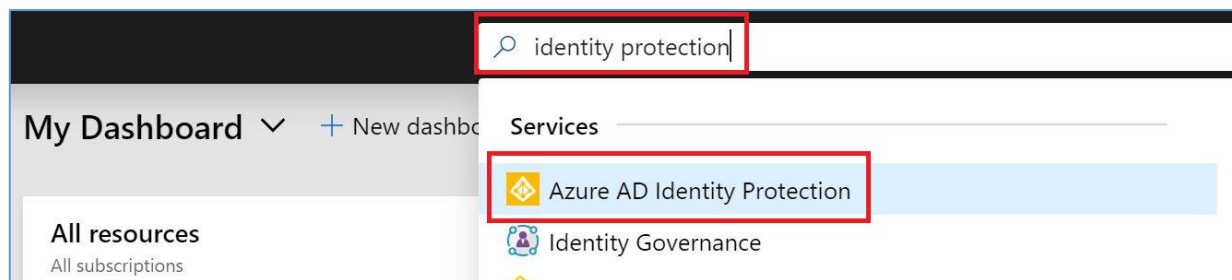 identity protection
My Dashboard
New dashbo
Services
Azure AD Identity Protection
All resources
Identity Governance
All subscriptions